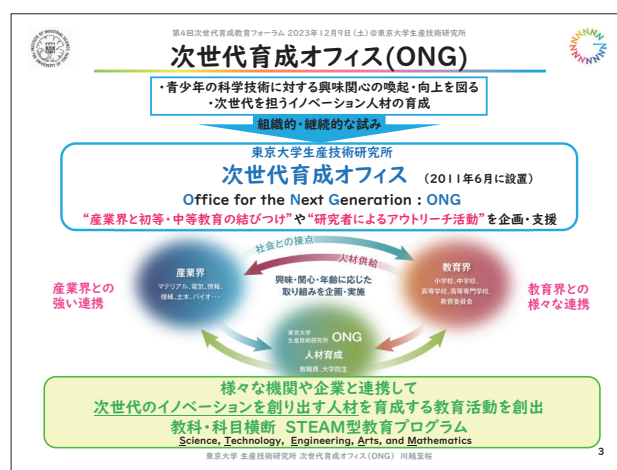 第4回次世代育成教育フォーラム 2023年12月9日(土)@東京大学生産技術研究所
次世代育成オフィス(ONG)
・青少年の科学技術に対する興味関心の喚起・向上を図る
・次世代を担うイノベーション人材の育成
組織的・継続的な試み
東京大学生産技術研究所
次世代育成オフィス (2011年6月に設置)
Office for the Next Generation : ONG
“産業界と初等・中等教育の結びつけ”や“研究者によるアウトリーチ活動”を企画・支援
社会との接点
人材供給
産業界
マテリアル、電気、情報、
機械、土木、バイオ・・・
興味・関心・年齢に応じた
取り組みを企画・実施
教育界
小学校、中学校、
高等学校、高等専門学校、
教育委員会
産業界との
強い連携
教育界との
様々な連携
東京大学
生産技術研究所 ONG
人材育成
教職員、大学院生
様々な機関や企業と連携して
次世代のイノベーションを創り出す人材を育成する教育活動を創出
教科・科目横断 STEAM型教育プログラム
Science, Technology, Engineering, Arts, and Mathematics
東京大学 生産技術研究所 次世代育成オフィス(ONG) 川越至桜
3